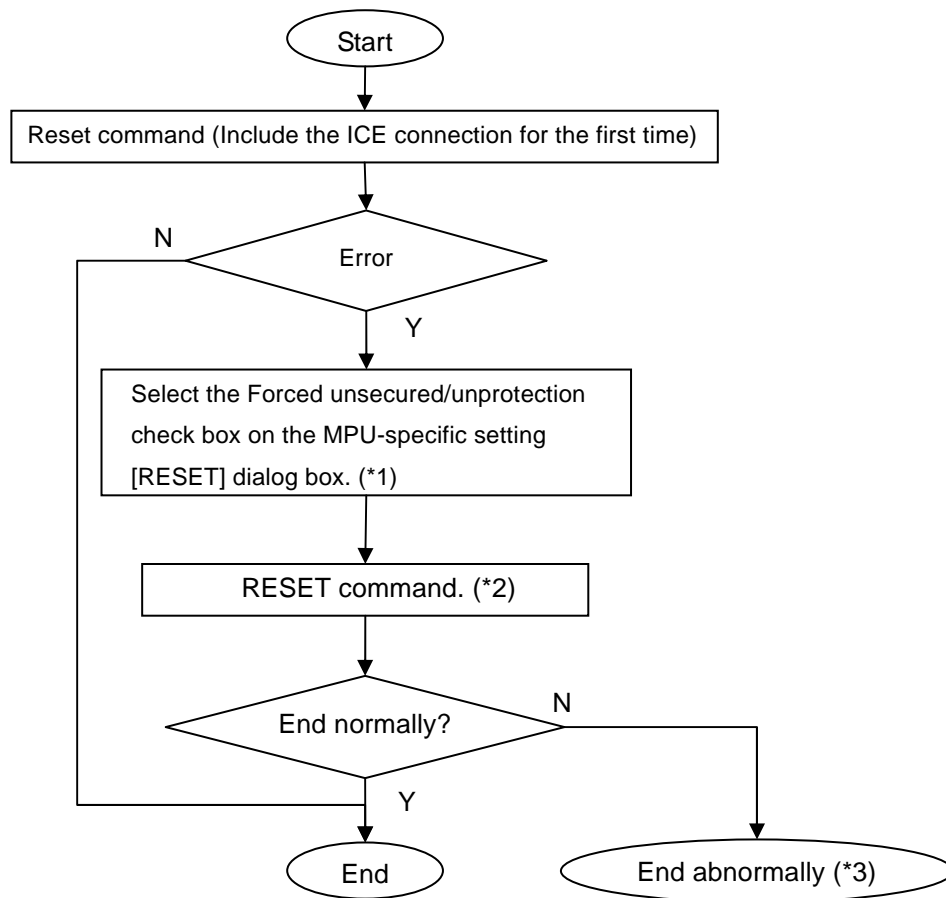 Start
Reset command (Include the ICE connection for the first time)
N
Error
Y
Select the Forced unsecured/unprotection
check box on the MPU-specific setting
[RESET] dialog box. (*1)
RESET command. (*2)
N
End normally?
Y
End
End abnormally (*3)